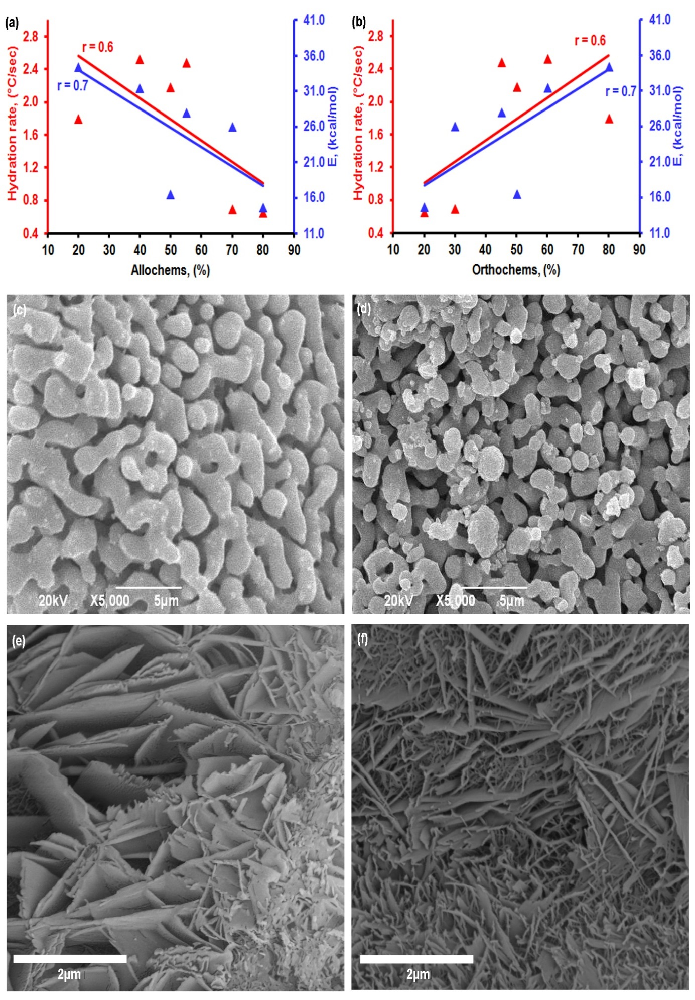 (a)
Hydration rate, (°C/sec)
2.8
2.4
2.0
1.6
1.2
0.8
0.4
r = 0.6
r = 0.7
41.0
36.0
31.0
26.0
21.0
16.0
11.0
E, (kcal/mol)
10 20 30 40 50 60 70 80 90
Allochems, (%)
(b)
Hydration rate, (°C/sec)
2.8
2.4
2.0
1.6
1.2
0.8
0.4
r = 0.6
r = 0.7
41.0
36.0
31.0
26.0
21.0
16.0
11.0
E, (kcal/mol)
10 20 30 40 50 60 70 80 90
Orthochems, (%)
(c)
20kV X5,000 5µm
(d)
20kV X5,000 5µm
(e)
2µm
(f)
2µm